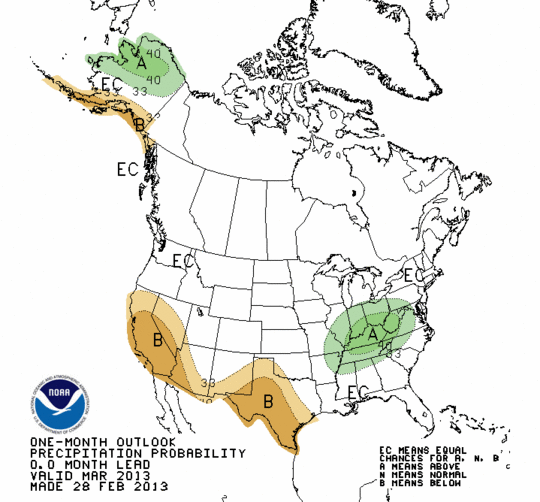 40
A
40
EC
33
33
B
EC
EC
EC
A
40
33
B
33
B
EC
NOAA
ONE-MONTH OUTLOOK
PRECIPITATION PROBABILITY
0.0 MONTH LEAD
VALID MAR 2013
MADE 28 FEB 2013
EC MEANS EQUAL
CHANCES FOR A, N, B
A MEANS ABOVE
N MEANS NORMAL
B MEANS BELOW